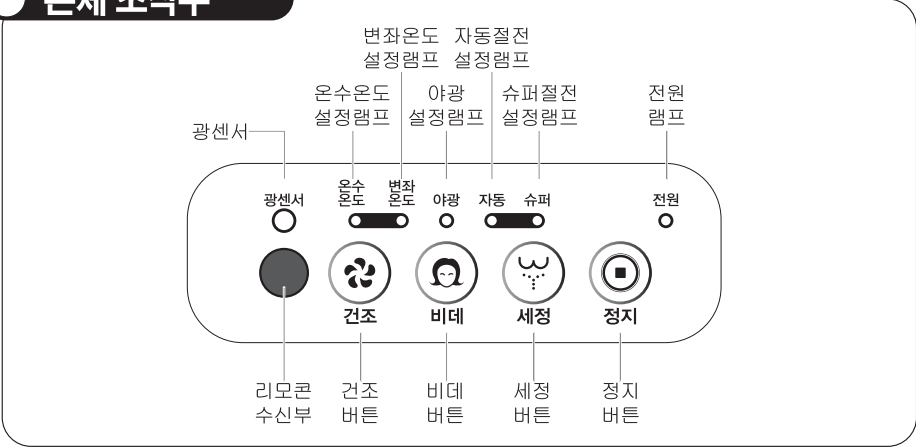 본체 조작부
변좌온도 자동절전
설정램프 설정램프
온수온도 야광 슈퍼절전 전원
설정램프 설정램프 설정램프 램프
광센서
온수 변좌
광센서 온도 온도 야광 자동 슈퍼 전원
건조 비데 세정 정지
리모콘 건조 비데 세정 정지
수신부 버튼 버튼 버튼 버튼